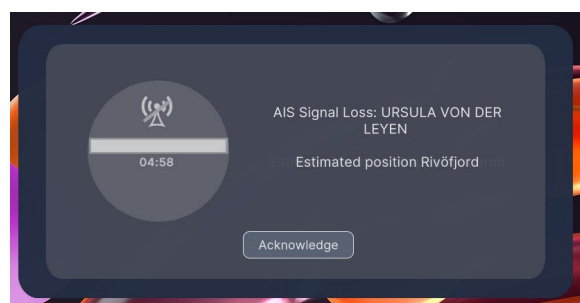 AIS Signal Loss: URSULA VON DER
LEYEN
04:58
Estimated position Rivöfjord
Acknowledge